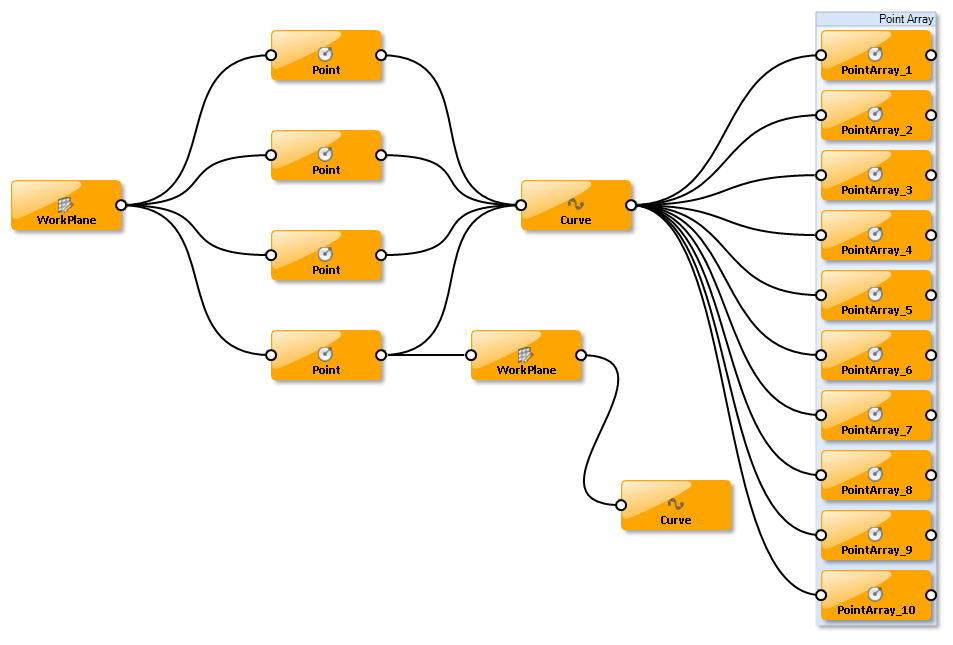 Point Array
Point
PointArray_1
PointArray_2
Point
PointArray_3
WorkPlane
Curve
PointArray_4
Point
PointArray_5
Point
WorkPlane
PointArray_6
PointArray_7
PointArray_8
Curve
PointArray_9
PointArray_10